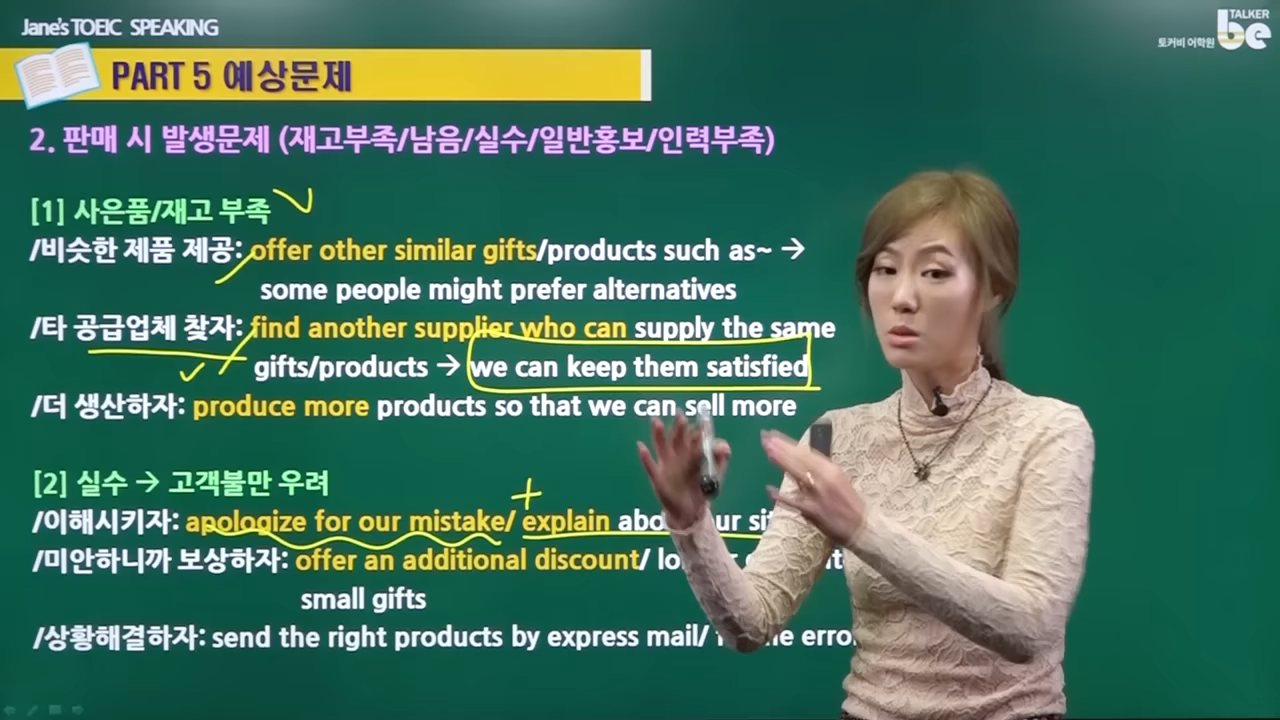 Jane's TOEIC SPEAKING
TALKER
be
토커비 어학원
PART 5 예상문제
2. 판매 시 발생문제 (재고부족/남음/실수/일반홍보/인력부족)
[1] 사은품/재고 부족
/비슷한 제품 제공: offer other similar gifts/products such as~ →
some people might prefer alternatives
/타 공급업체 찾자: find another supplier who can supply the same
gifts/products → we can keep them satisfied
/더 생산하자: produce more products so that we can sell more
[2] 실수 → 고객불만 우려
/이해시키자: apologize for our mistake/ explain
/미안하니까 보상하자: offer an additional discount/
small gifts
/상황해결하자: send the right products by express mail/